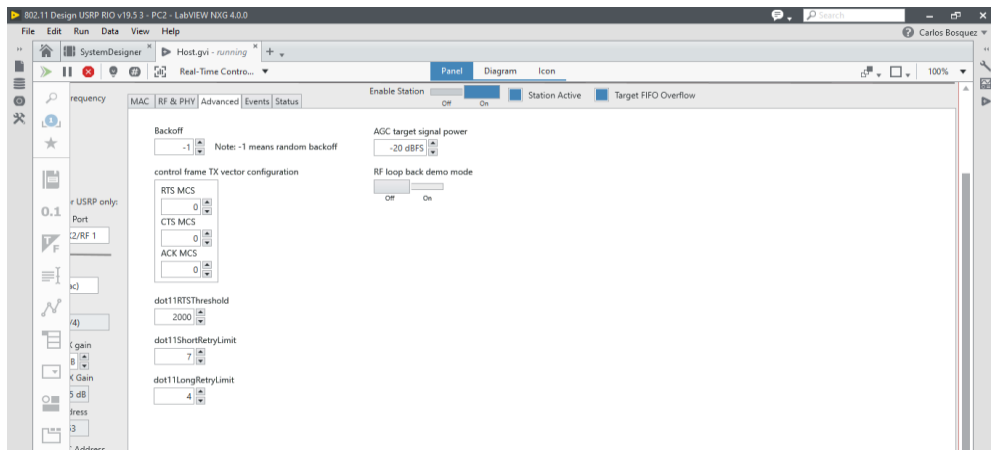 802.11 Design USRP RIO v19.5 3 - PC2 - LabVIEW NXG 4.0.0
Search
File Edit Run Data View Help
Carlos Bosquez
SystemDesigner
Host.gvi - running
Real-Time Contro...
Panel Diagram Icon
100%
requency
MAC RF & PHY Advanced Events Status
Enable Station
Off On
Station Active
Target FIFO Overflow
Backoff
-1
Note: -1 means random backoff
AGC target signal power
-20 dBFS
control frame TX vector configuration
RF loop back demo mode
Off On
RTS MCS
0
CTS MCS
0
ACK MCS
0
r USRP only:
0.1
Port
2/RF 1
T F
ac)
dot11RTSThreshold
2000
/4)
dot11ShortRetryLimit
7
gain
B
X Gain
dot11LongRetryLimit
4
5 dB
dress
3
Address